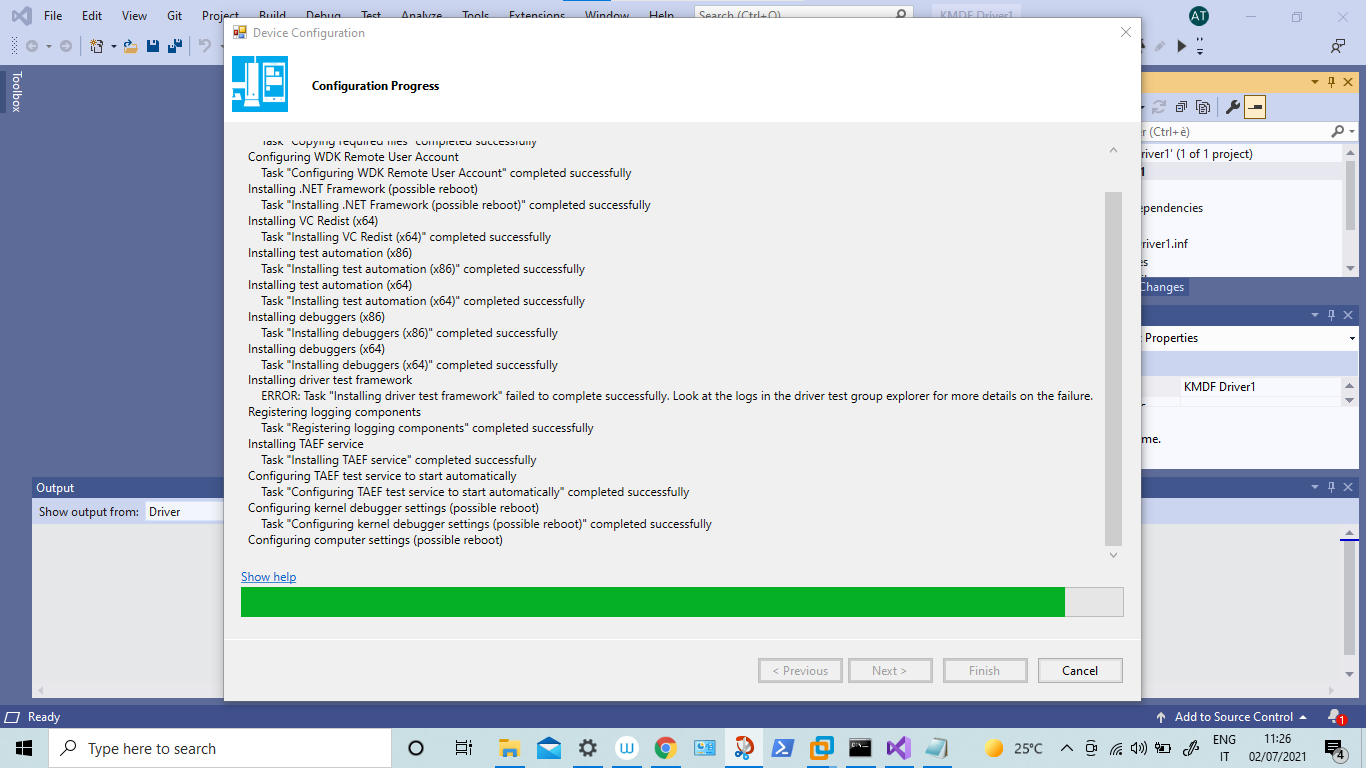 File Edit View Git Project Build Debug Test Analyze Tools Extensions Window Help Search (Ctrl+Q) KMDF Driver1 AT
Device Configuration
Configuration Progress
Toolbox
Task "Copying required files" completed successfully
Configuring WDK Remote User Account
Task "Configuring WDK Remote User Account" completed successfully
Installing .NET Framework (possible reboot)
Task "Installing .NET Framework (possible reboot)" completed successfully
Installing VC Redist (x64)
Task "Installing VC Redist (x64)" completed successfully
Installing test automation (x86)
Task "Installing test automation (x86)" completed successfully
Installing test automation (x64)
Task "Installing test automation (x64)" completed successfully
Installing debuggers (x86)
Task "Installing debuggers (x86)" completed successfully
Installing debuggers (x64)
Task "Installing debuggers (x64)" completed successfully
Installing driver test framework
ERROR: Task "Installing driver test framework" failed to complete successfully. Look at the logs in the driver test group explorer for more details on the failure.
Registering logging components
Task "Registering logging components" completed successfully
Installing TAEF service
Task "Installing TAEF service" completed successfully
Configuring TAEF test service to start automatically
Task "Configuring TAEF test service to start automatically" completed successfully
Configuring kernel debugger settings (possible reboot)
Task "Configuring kernel debugger settings (possible reboot)" completed successfully
Configuring computer settings (possible reboot)
Show help
< Previous
Next >
Finish
Cancel
(Ctrl+è)
river1' (1 of 1 project)
ependencies
river1.inf
Changes
Properties
KMDF Driver1
me.
Output
Show output from: Driver
Ready
Add to Source Control
1
Type here to search
25°C
ENG
IT
11:26
02/07/2021
4